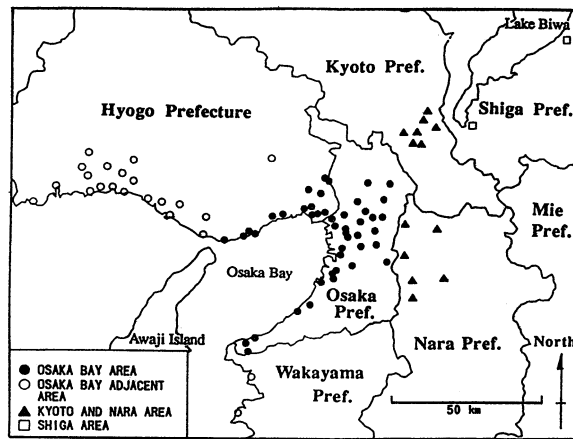 Lake Biwa
Kyoto Pref.
Hyogo Prefecture
Shiga Pref.
Mie
Pref.
Osaka Bay
Osaka
Pref.
Awaji Island
Nara Pref.
North
Wakayama
Pref.
50 km
OSAKA BAY AREA
OSAKA BAY ADJACENT
AREA
KYOTO AND NARA AREA
SHIGA AREA